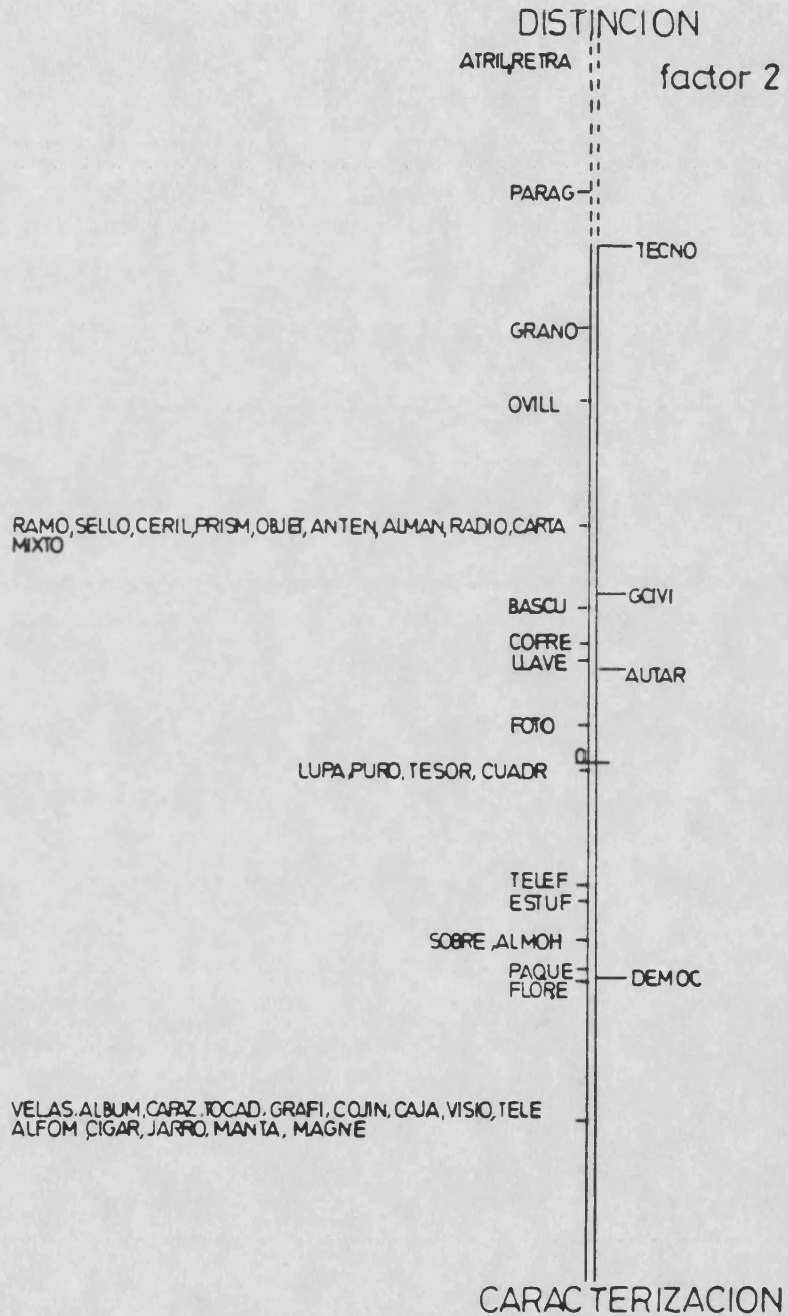 DISTINCION
ATRIL,RETRA
factor 2
PARAG
TECNO
GRANO
OVILL
RAMO,SELLO,CERIL,PRISM,OBJET,ANTEN,ALMAN,RADIO,CARTA
MIXTO
GCIVI
BASCU
COFRE
LLAVE
AUTAR
FOTO
0
LUPA,PURO,TESOR,CUADR
TELEF
ESTUF
SOBRE,ALMOH
PAQUE
DEMOC
FLORE
VELAS.ALBUM,CAPAZ.TOCAD.GRAFI,COJIN,CAJA,VISIO,TELE
ALFOM,CIGAR,JARRO.MANTA,MAGNE
CARACTERIZACION